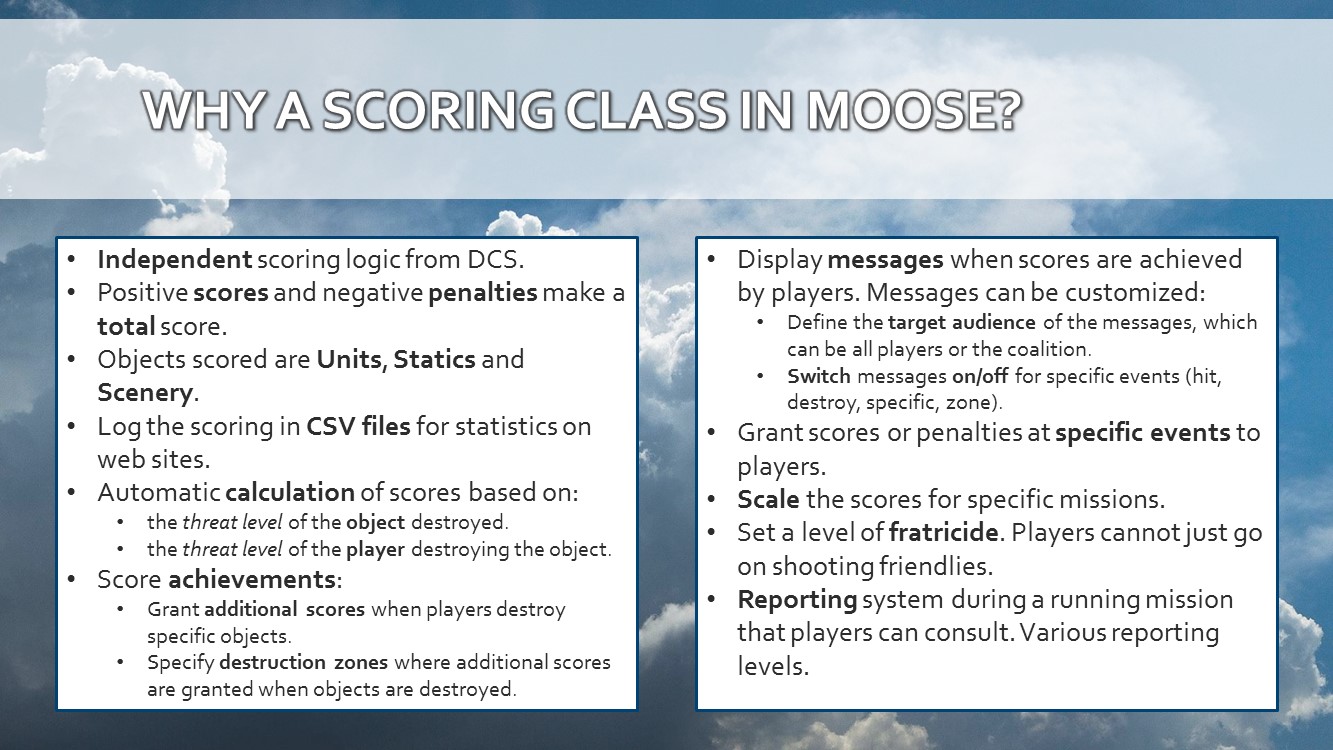 WHY A SCORING CLASS IN MOOSE?
• Independent scoring logic from DCS.
• Positive scores and negative penalties make a
total score.
• Objects scored are Units, Statics and
Scenery.
• Log the scoring in CSV files for statistics on
web sites.
• Automatic calculation of scores based on:
• the threat level of the object destroyed.
• the threat level of the player destroying the object.
• Score achievements:
• Grant additional scores when players destroy
specific objects.
• Specify destruction zones where additional scores
are granted when objects are destroyed.
• Display messages when scores are achieved
by players. Messages can be customized:
• Define the target audience of the messages, which
can be all players or the coalition.
• Switch messages on/off for specific events (hit,
destroy, specific, zone).
• Grant scores or penalties at specific events to
players.
• Scale the scores for specific missions.
• Set a level of fratricide. Players cannot just go
on shooting friendlies.
• Reporting system during a running mission
that players can consult. Various reporting
levels.